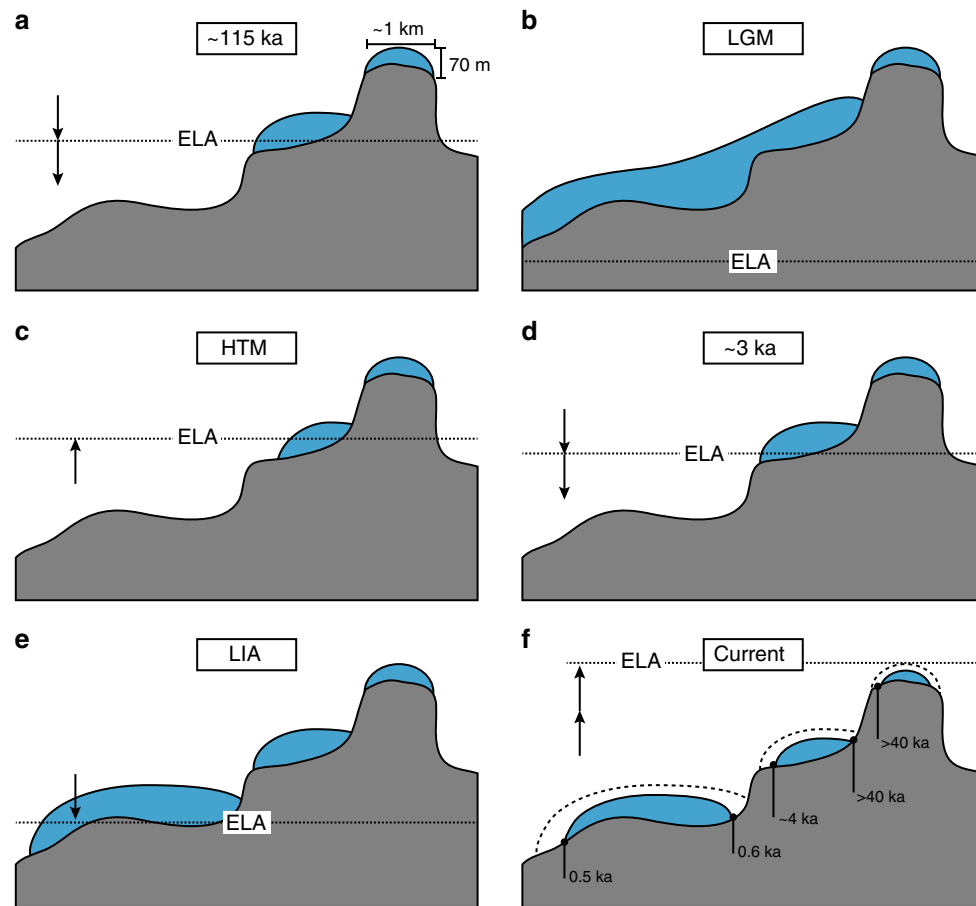 a
~115 ka
~1 km
70 m
ELA
b
LGM
ELA
c
HTM
ELA
d
~3 ka
ELA
e
LIA
ELA
f
ELA
Current
>40 ka
>40 ka
~4 ka
0.6 ka
0.5 ka